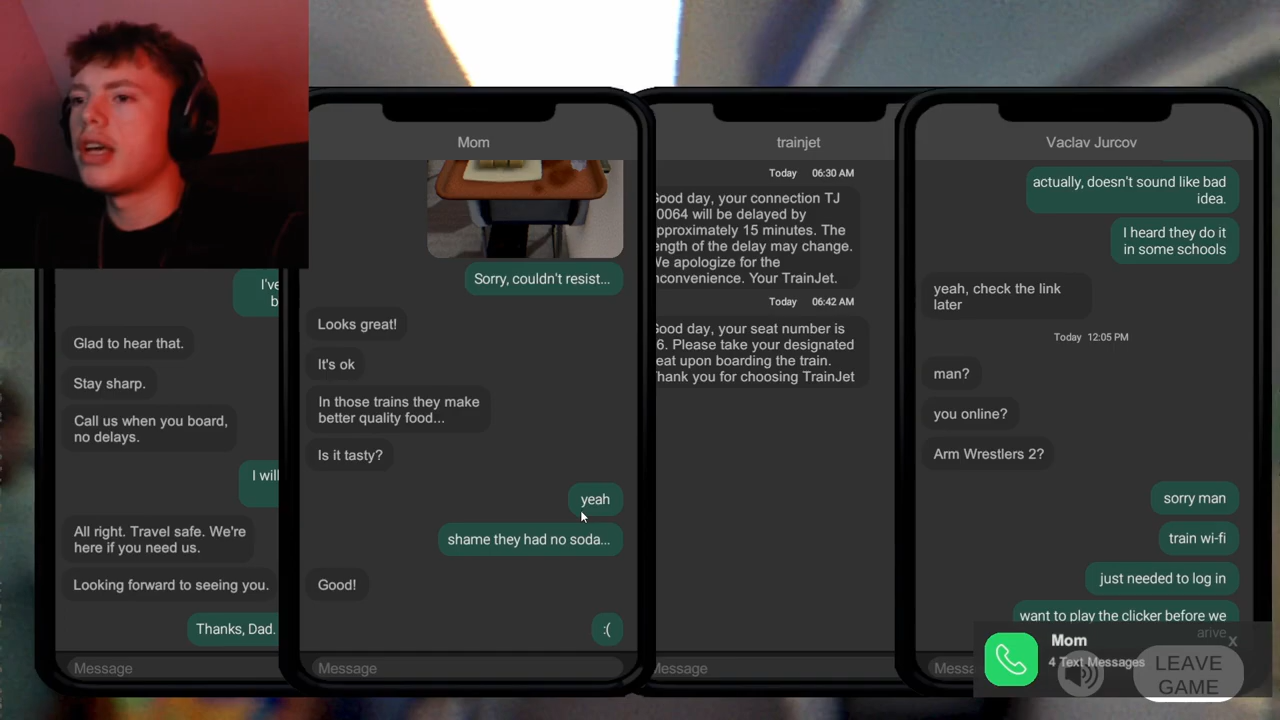 I've
b
Glad to hear that.
Stay sharp.
Call us when you board,
no delays.
I will
All right. Travel safe. We're
here if you need us.
Looking forward to seeing you.
Thanks, Dad.
Message
Mom
Sorry, couldn't resist...
Looks great!
It's ok
In those trains they make
better quality food...
Is it tasty?
yeah
shame they had no soda...
Good!
:(
Message
trainjet
Today 06:30 AM
Good day, your connection TJ
0064 will be delayed by
pproximately 15 minutes. The
ength of the delay may change.
We apologize for the
nconvenience. Your TrainJet.
Today 06:42 AM
Good day, your seat number is
6. Please take your designated
eat upon boarding the train.
Thank you for choosing TrainJet
Message
Vaclav Jurcov
actually, doesn't sound like bad
idea.
I heard they do it
in some schools
yeah, check the link
later
Today 12:05 PM
man?
you online?
Arm Wrestlers 2?
sorry man
train wi-fi
just needed to log in
want to play the clicker before we
arive
Messa
Mom
4 Text Messages
X
LEAVE
GAME